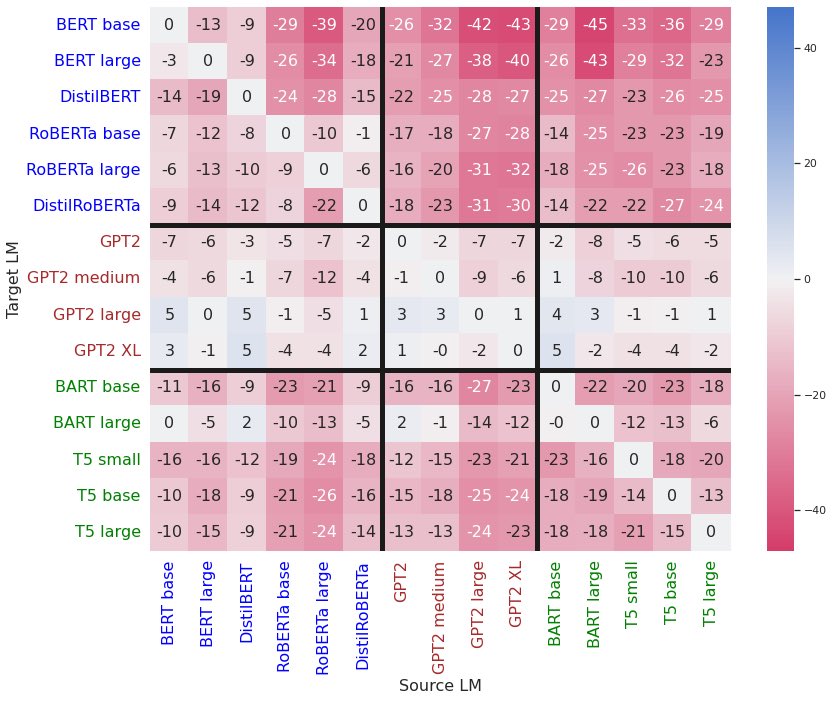 BERT base 0 -13 -9 -29 -39 -20 -26 -32 -42 -43 -29 -45 -33 -36 -29
BERT large -3 0 -9 -26 -34 -18 -21 -27 -38 -40 -26 -43 -29 -32 -23
DistilBERT -14 -19 0 -24 -28 -15 -22 -25 -28 -27 -25 -27 -23 -26 -25
RoBERTa base -7 -12 -8 0 -10 -1 -17 -18 -27 -28 -14 -25 -23 -23 -19
RoBERTa large -6 -13 -10 -9 0 -6 -16 -20 -31 -32 -18 -25 -26 -23 -18
DistilRoBERTa -9 -14 -12 -8 -22 0 -18 -23 -31 -30 -14 -22 -22 -27 -24
GPT2 -7 -6 -3 -5 -7 -2 0 -2 -7 -7 -2 -8 -5 -6 -5
GPT2 medium -4 -6 -1 -7 -12 -4 -1 0 -9 -6 1 -8 -10 -10 -6
GPT2 large 5 0 5 -1 -5 1 3 3 0 1 4 3 -1 -1 1
GPT2 XL 3 -1 5 -4 -4 2 1 -0 -2 0 5 -2 -4 -4 -2
BART base -11 -16 -9 -23 -21 -9 -16 -16 -27 -23 0 -22 -20 -23 -18
BART large 0 -5 2 -10 -13 -5 2 -1 -14 -12 -0 0 -12 -13 -6
T5 small -16 -16 -12 -19 -24 -18 -12 -15 -23 -21 -23 -16 0 -18 -20
T5 base -10 -18 -9 -21 -26 -16 -15 -18 -25 -24 -18 -19 -14 0 -13
T5 large -10 -15 -9 -21 -24 -14 -13 -13 -24 -23 -18 -18 -21 -15 0
Target LM
BERT base
BERT large
DistilBERT
RoBERTa base
RoBERTa large
DistilRoBERTa
GPT2
GPT2 medium
GPT2 large
GPT2 XL
BART base
BART large
T5 small
T5 base
T5 large
Source LM
40
20
0
−20
−40